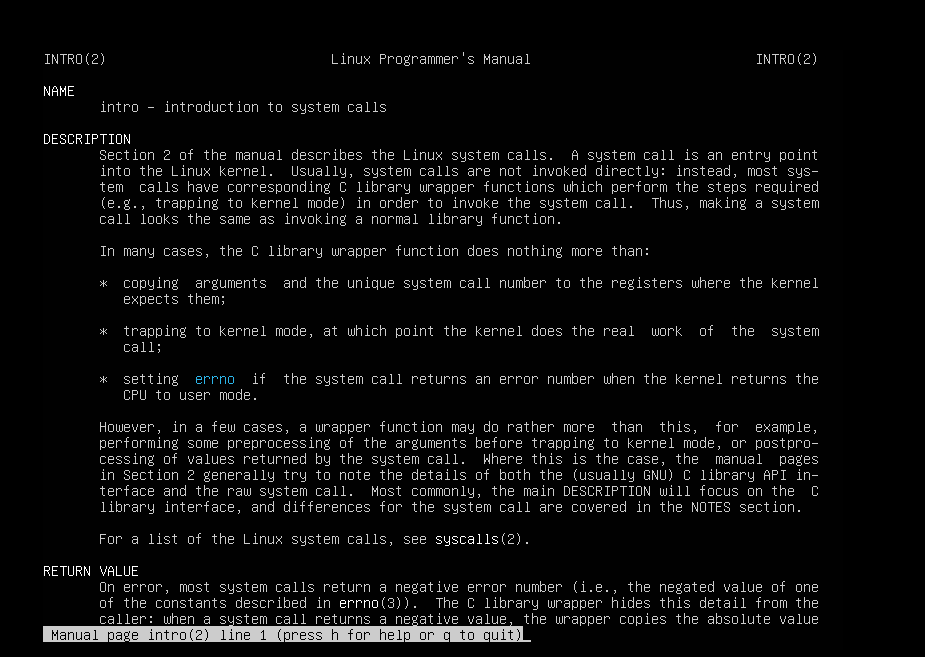 INTRO(2)                            Linux Programmer's Manual                            INTRO(2)
NAME
       intro - introduction to system calls
DESCRIPTION
       Section 2 of the manual describes the Linux system calls.  A system call is an entry point
       into the Linux kernel.  Usually, system calls are not invoked directly: instead, most sys-
       tem  calls have corresponding C library wrapper functions which perform the steps required
       (e.g., trapping to kernel mode) in order to invoke the system call.  Thus, making a system
       call looks the same as invoking a normal library function.
       In many cases, the C library wrapper function does nothing more than:
       *  copying  arguments  and the unique system call number to the registers where the kernel
          expects them;
       *  trapping to kernel mode, at which point the kernel does the real  work  of  the  system
          call;
       *  setting  errno  if  the system call returns an error number when the kernel returns the
          CPU to user mode.
       However, in a few cases, a wrapper function may do rather more  than  this,  for  example,
       performing some preprocessing of the arguments before trapping to kernel mode, or postpro-
       cessing of values returned by the system call.  Where this is the case, the  manual  pages
       in Section 2 generally try to note the details of both the (usually GNU) C library API in-
       terface and the raw system call.  Most commonly, the main DESCRIPTION will focus on the  C
       library interface, and differences for the system call are covered in the NOTES section.
       For a list of the Linux system calls, see syscalls(2).
RETURN VALUE
       On error, most system calls return a negative error number (i.e., the negated value of one
       of the constants described in errno(3)).  The C library wrapper hides this detail from the
       caller: when a system call returns a negative value, the wrapper copies the absolute value
 Manual page intro(2) line 1 (press h for help or q to quit)